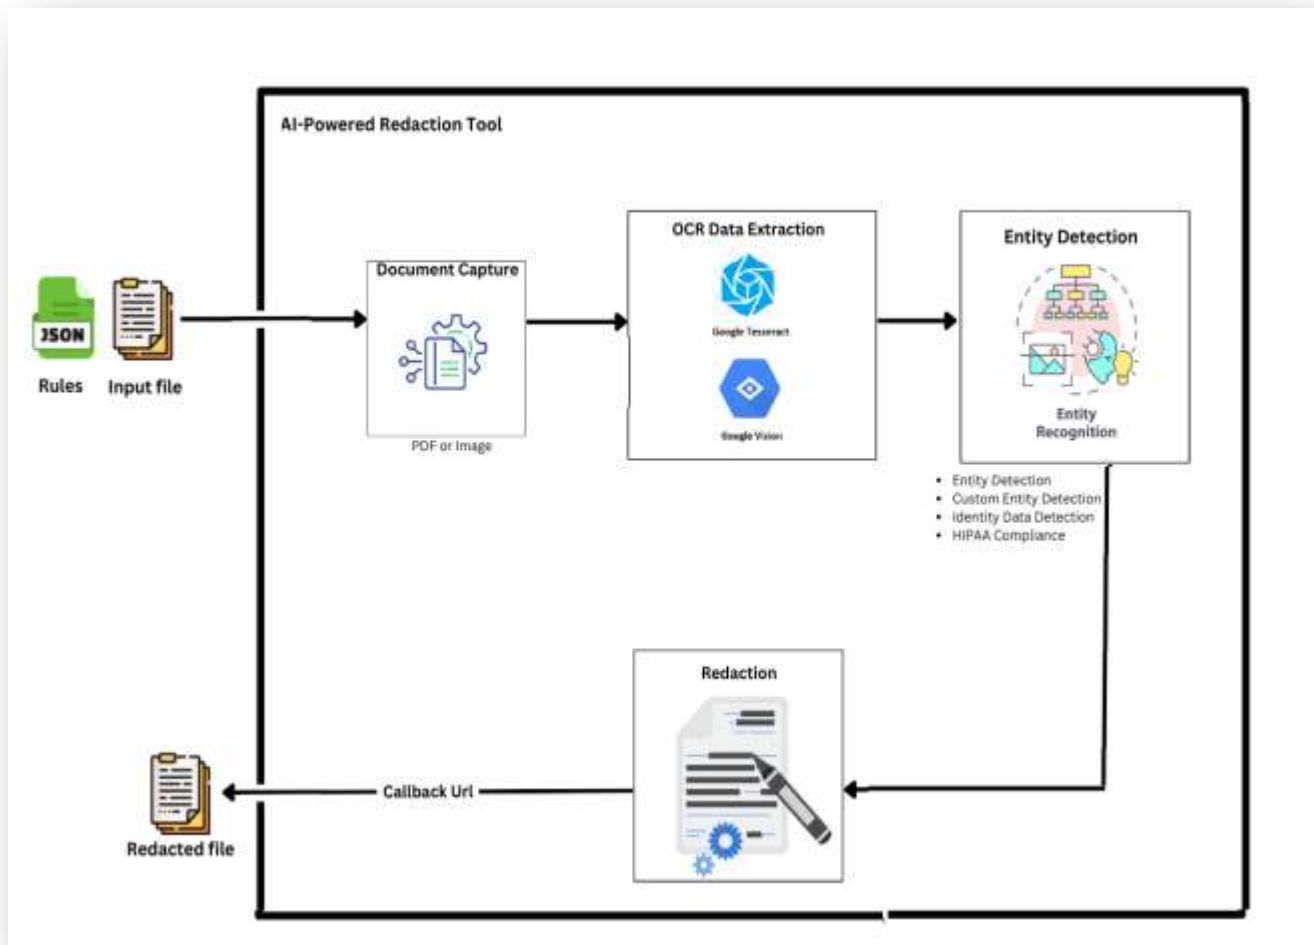 AI-Powered Redaction Tool
JSON
Rules
Input file
Document Capture
PDF or Image
OCR Data Extraction
Google Tesseract
Google Vision
Entity Detection
Entity
Recognition
• Entity Detection
• Custom Entity Detection
• Identity Data Detection
• HIPAA Compliance
Redaction
Callback Url
Redacted file